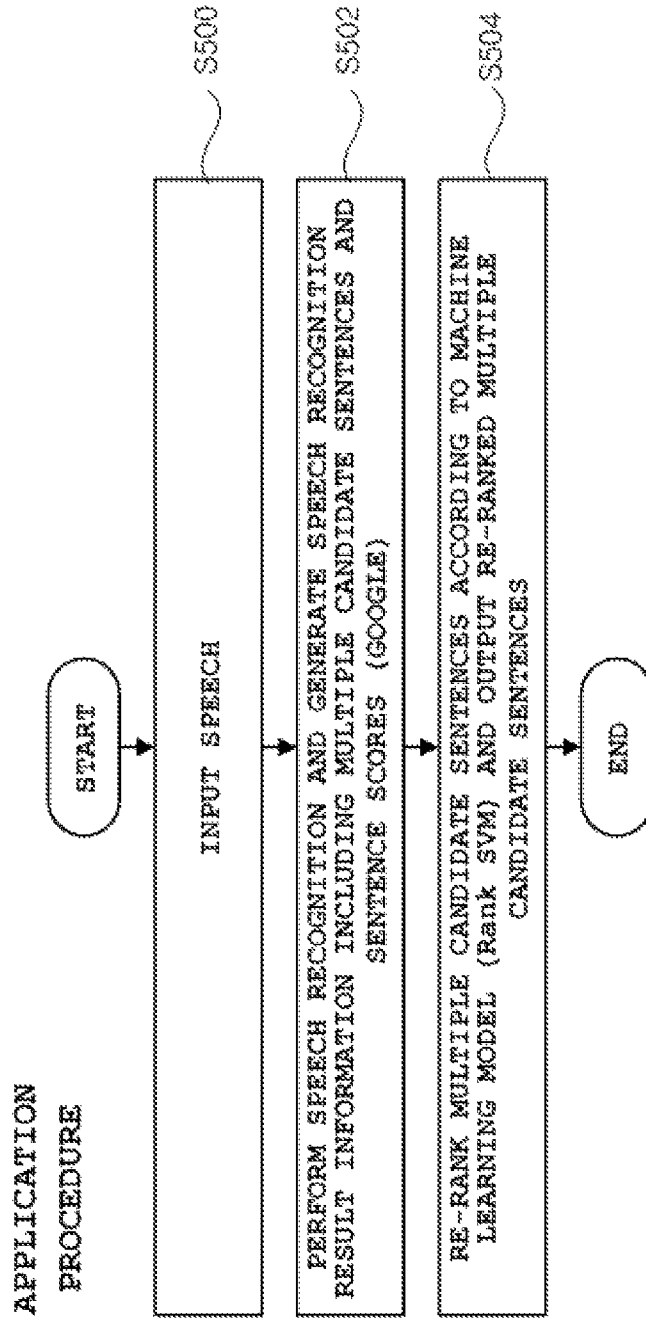 APPLICATION
PROCEDURE
START
INPUT SPEECH
S500
PERFORM SPEECH RECOGNITION AND GENERATE SPEECH RECOGNITION
RESULT INFORMATION INCLUDING MULTIPLE CANDIDATE SENTENCES AND
SENTENCE SCORES (GOOGLE)
S502
RE-RANK MULTIPLE CANDIDATE SENTENCES ACCORDING TO MACHINE
LEARNING MODEL (Rank SVM) AND OUTPUT RE-RANKED MULTIPLE
CANDIDATE SENTENCES
S504
END